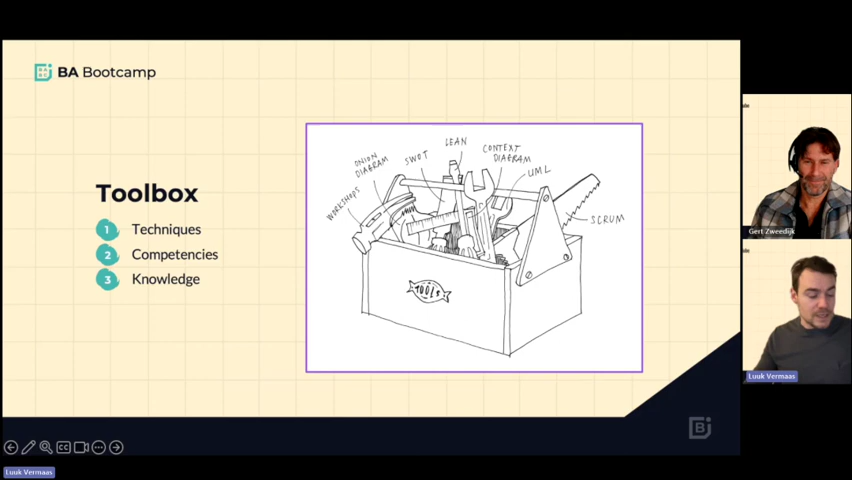 BA Bootcamp
Toolbox
1 Techniques
2 Competencies
3 Knowledge
WORKSHOPS
ONION
DIAGRAM
SWOT
LEAN
CONTEXT
DIAGRAM
UML
SCRUM
TOOLS
Gert Zweedijk
Luuk Vermaas
CC
Luuk Vermaas